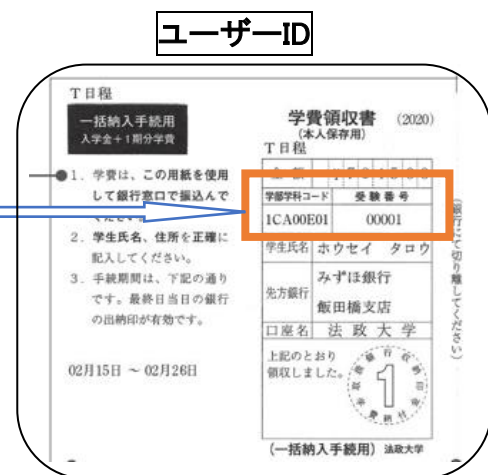 ユーザーID
T日程
一括納入手続用
入学金+1期分学費
1. 学費は、この用紙を使用
して銀行窓口で振込んで
2. 学生氏名、住所を正確に
記入してください。
3. 手続期間は、下記の通り
です。最終日当日の銀行
の出納印が有効です。
02月15日 ～ 02月26日
学費領収書 (2020)
(本人保存用)
T日程
学部学科コード 受験番号
1CA00E01 00001
学生氏名 ホウセイ タロウ
先方銀行 みずほ銀行
飯田橋支店
口座名 法政大学
上記のとおり
領収しました。
1
(一括納入手続用) 法政大学
(銀行にて切り離してください)